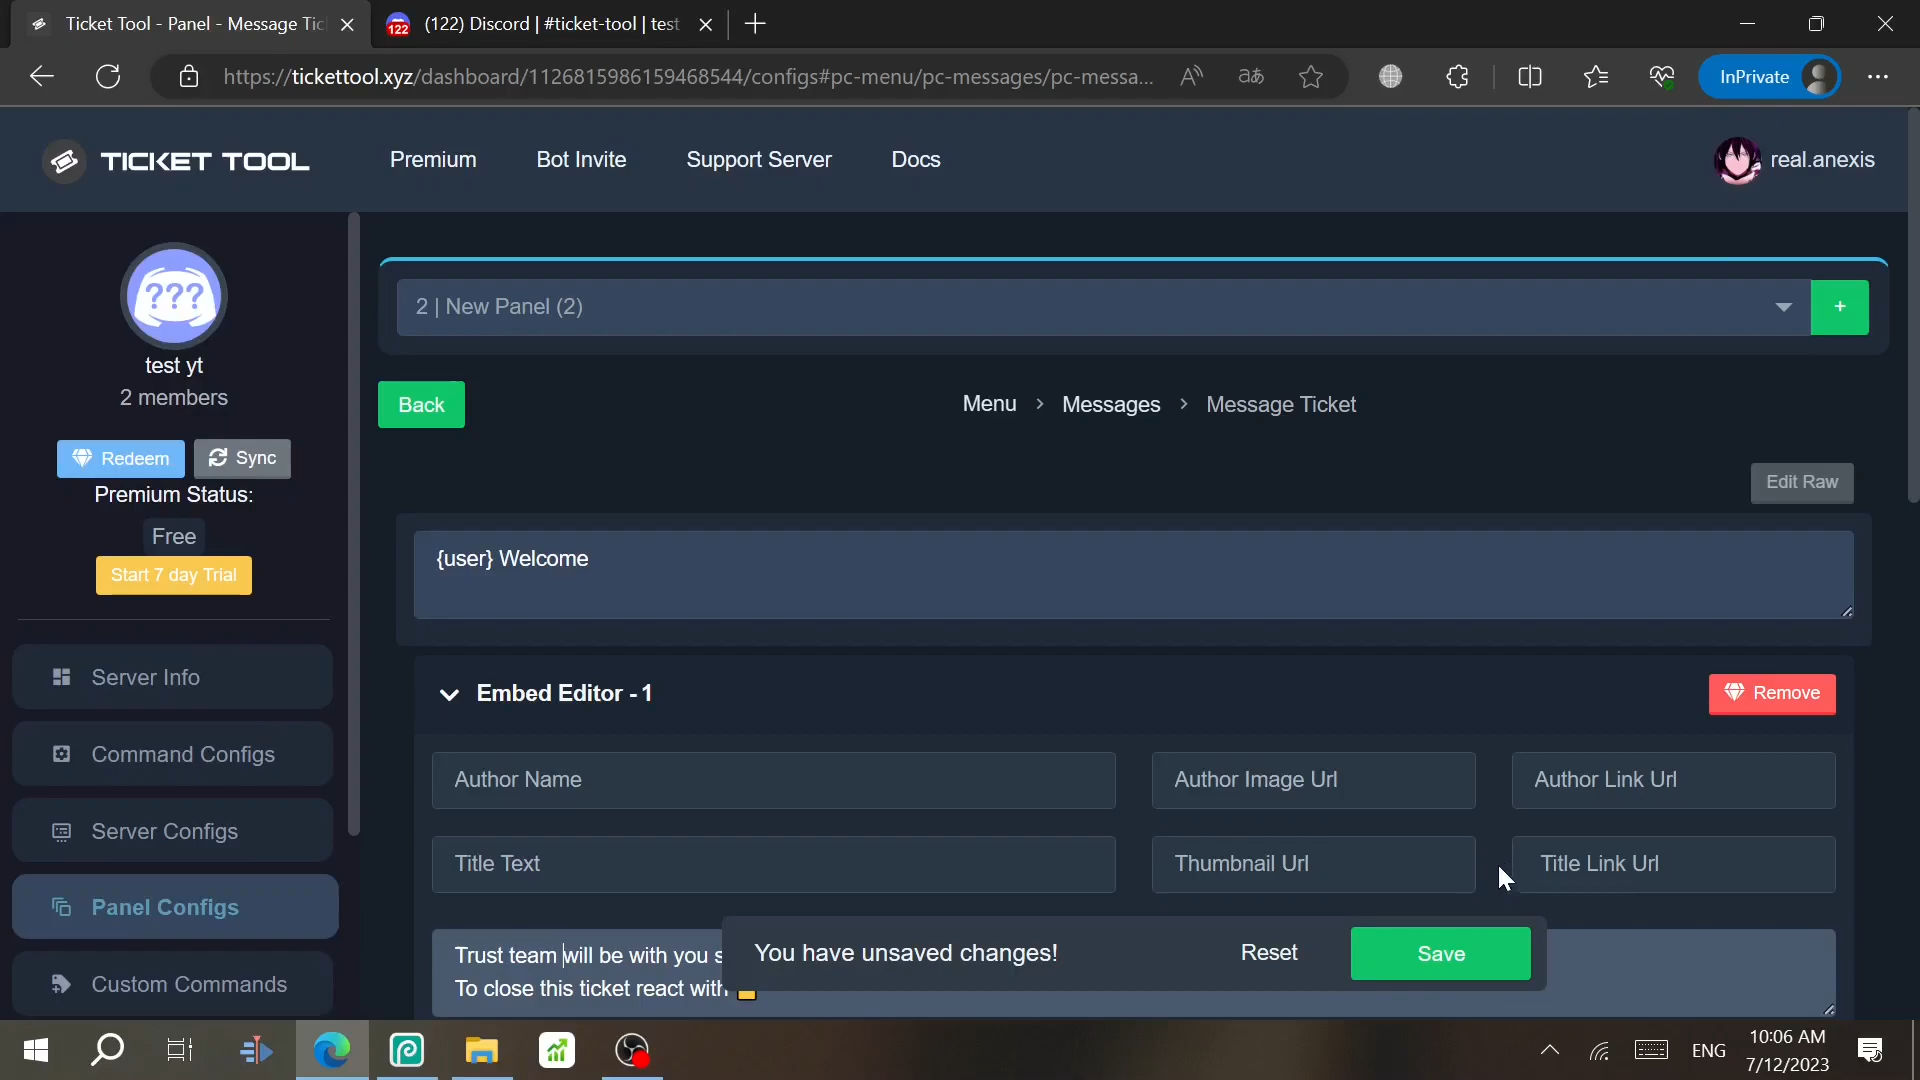 Ticket Tool - Panel - Message Tic
122
(122) Discord | #ticket-tool | test
https://tickettool.xyz/dashboard/1126815986159468544/configs#pc-menu/pc-messages/pc-messa...
InPrivate
TICKET TOOL
Premium
Bot Invite
Support Server
Docs
real.anexis
???
test yt
2 members
Redeem
Sync
Premium Status:
Free
Start 7 day Trial
Server Info
Command Configs
Server Configs
Panel Configs
Custom Commands
2 | New Panel (2)
+
Back
Menu > Messages > Message Ticket
Edit Raw
{user} Welcome
Embed Editor - 1
Remove
Author Name
Author Image Url
Author Link Url
Title Text
Thumbnail Url
Title Link Url
Trust team will be with you s
To close this ticket react with
You have unsaved changes!
Reset
Save
ENG
10:06 AM
7/12/2023